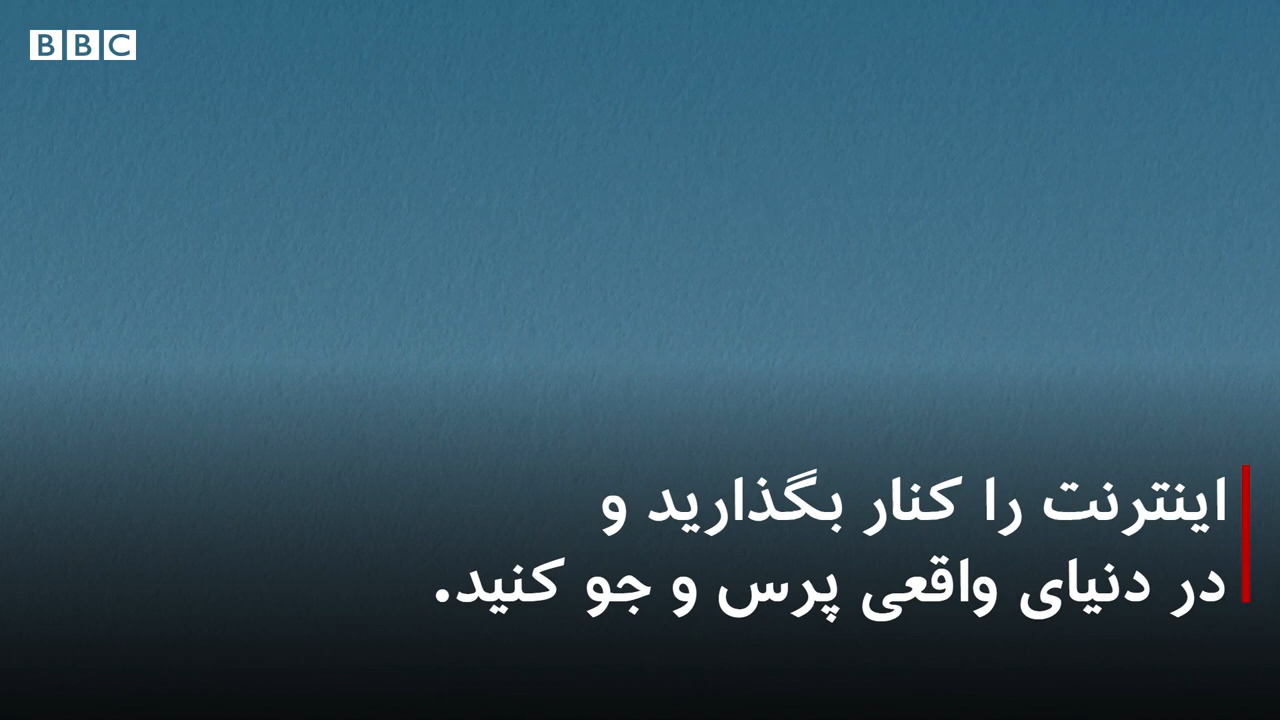 BBC
اینترنت را کنار بگذارید و
در دنیای واقعی پرس و جو کنید.